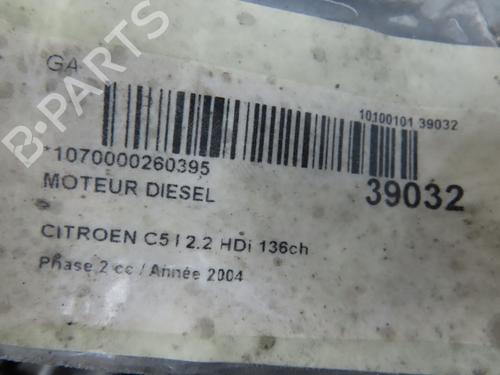 GA
10100101 39032
*1070000260395
39032
MOTEUR DIESEL
CITROEN C5 I 2.2 HDi 136ch
Phase 2 cc / Année 2004
B-PARTS